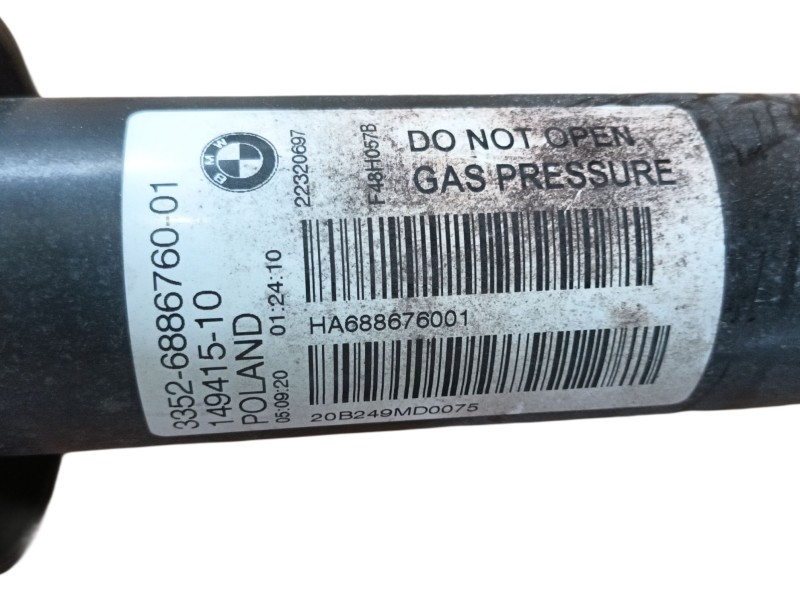 BMW
3352-6886760-01
149415-10
POLAND
05:09:20 01:24:10
22320697
F48H057B
DO NOT OPEN
GAS PRESSURE
HA688676001
20B249MD0075